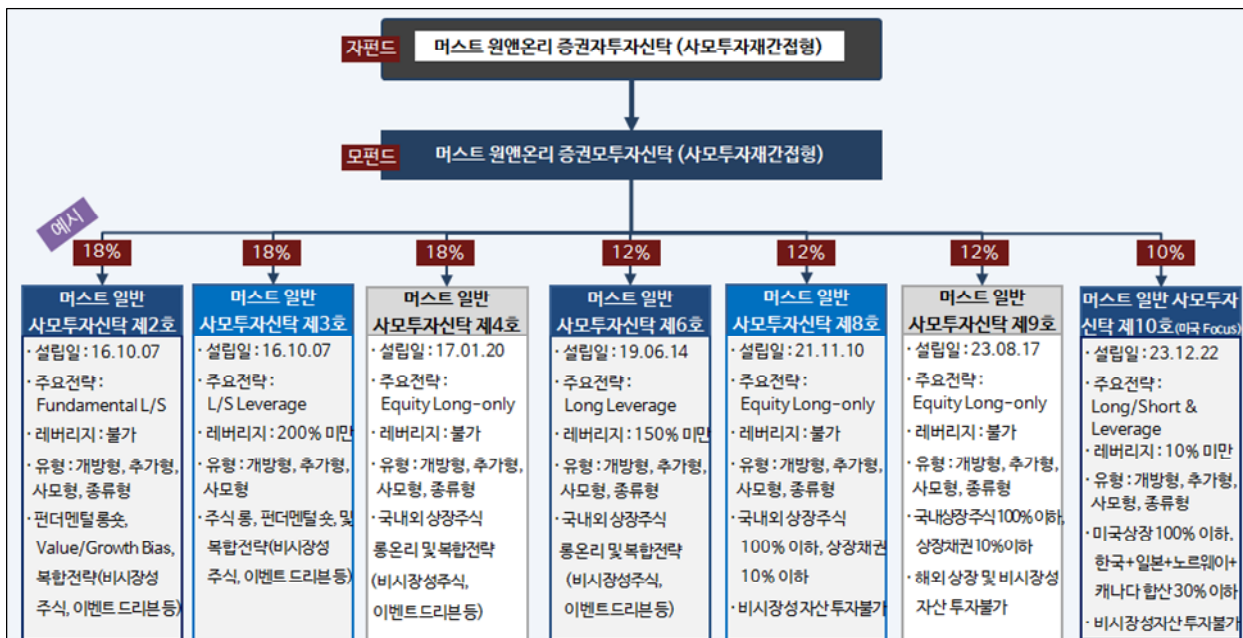 자펀드
머스트 원앤온리 증권자투자신탁 (사모투자재간접형)
모펀드
머스트 원앤온리 증권모투자신탁 (사모투자재간접형)
예시
18%
머스트 일반
사모투자신탁 제2호
· 설립일 : 16.10.07
· 주요전략 :
Fundamental L/S
· 레버리지 : 불가
· 유형 : 개방형, 추가형,
사모형, 종류형
· 펀더멘털 롱숏,
Value/Growth Bias,
복합전략(비시장성
주식, 이벤트 드리븐 등)
18%
머스트 일반
사모투자신탁 제3호
· 설립일 : 16.10.07
· 주요전략 :
L/S Leverage
· 레버리지 : 200% 미만
· 유형 : 개방형, 추가형,
사모형
· 주식 롱, 펀더멘털 숏, 및
복합전략(비시장성
주식, 이벤트 드리븐 등)
18%
머스트 일반
사모투자신탁 제4호
· 설립일 : 17.01.20
· 주요전략 :
Equity Long-only
· 레버리지 : 불가
· 유형 : 개방형, 추가형,
사모형, 종류형
· 국내외 상장주식
롱온리 및 복합전략
(비시장성주식,
이벤트드리븐 등)
12%
머스트 일반
사모투자신탁 제6호
· 설립일 : 19.06.14
· 주요전략 :
Long Leverage
· 레버리지 : 150% 미만
· 유형 : 개방형, 추가형,
사모형, 종류형
· 국내외 상장주식
롱온리 및 복합전략
(비시장성주식,
이벤트드리븐 등)
12%
머스트 일반
사모투자신탁 제8호
· 설립일 : 21.11.10
· 주요전략 :
Equity Long-only
· 레버리지 : 불가
· 유형 : 개방형, 추가형,
사모형, 종류형
· 국내외 상장주식
100% 이하, 상장채권
10% 이하
· 비시장성 자산 투자불가
12%
머스트 일반
사모투자신탁 제9호
· 설립일 : 23.08.17
· 주요전략 :
Equity Long-only
· 레버리지 : 불가
· 유형 : 개방형, 추가형,
사모형, 종류형
· 국내상장 주식 100% 이하,
상장채권 10%이하
· 해외 상장 및 비시장성
자산 투자불가
10%
머스트 일반 사모투자
신탁 제10호(미국 Focus)
· 설립일 : 23.12.22
· 주요전략 :
Long/Short &
Leverage
· 레버리지 : 10% 미만
· 유형 : 개방형, 추가형,
사모형, 종류형
· 미국상장 100% 이하,
한국+일본+노르웨이+
캐나다 합산 30% 이하
· 비시장성자산 투자불가